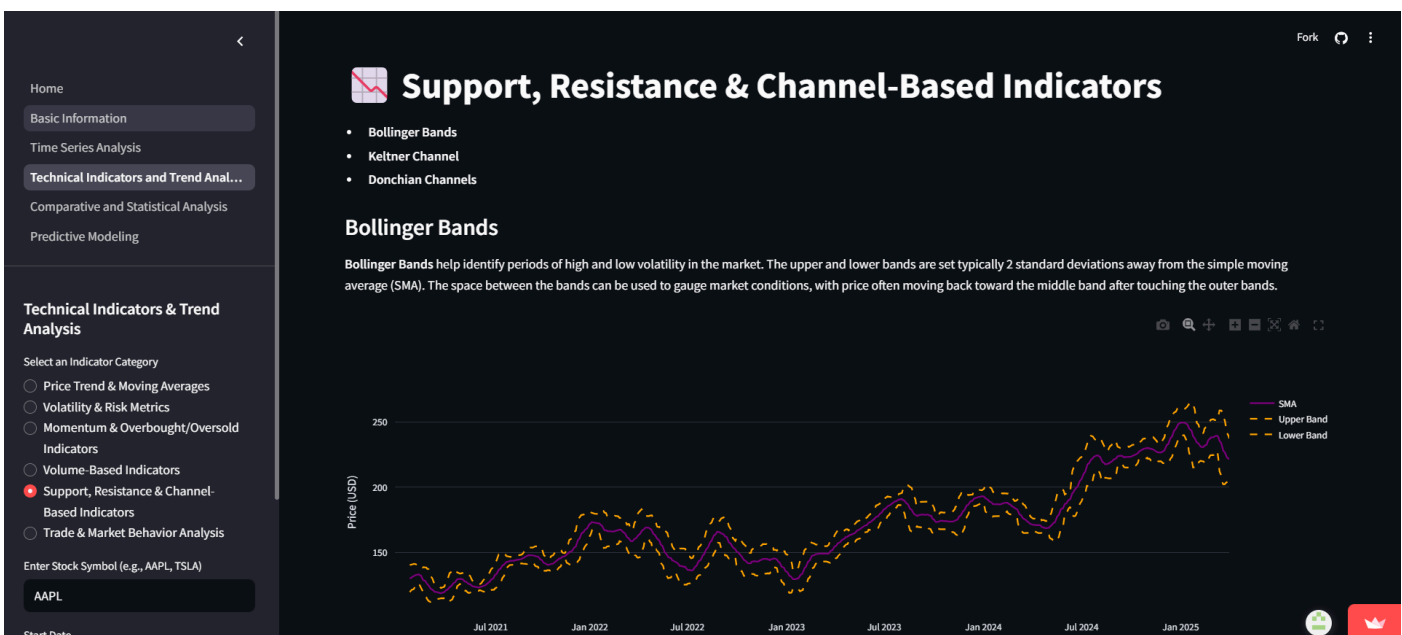 Home
Basic Information
Time Series Analysis
Technical Indicators and Trend Anal...
Comparative and Statistical Analysis
Predictive Modeling
Technical Indicators & Trend
Analysis
Select an Indicator Category
Price Trend & Moving Averages
Volatility & Risk Metrics
Momentum & Overbought/Oversold
Indicators
Volume-Based Indicators
Support, Resistance & Channel-
Based Indicators
Trade & Market Behavior Analysis
Enter Stock Symbol (e.g., AAPL, TSLA)
AAPL
Start Date
Fork
Support, Resistance & Channel-Based Indicators
Bollinger Bands
Keltner Channel
Donchian Channels
Bollinger Bands
Bollinger Bands help identify periods of high and low volatility in the market. The upper and lower bands are set typically 2 standard deviations away from the simple moving
average (SMA). The space between the bands can be used to gauge market conditions, with price often moving back toward the middle band after touching the outer bands.
SMA
Upper Band
Lower Band
Price (USD)
250
200
150
Jul 2021 Jan 2022 Jul 2022 Jan 2023 Jul 2023 Jan 2024 Jul 2024 Jan 2025